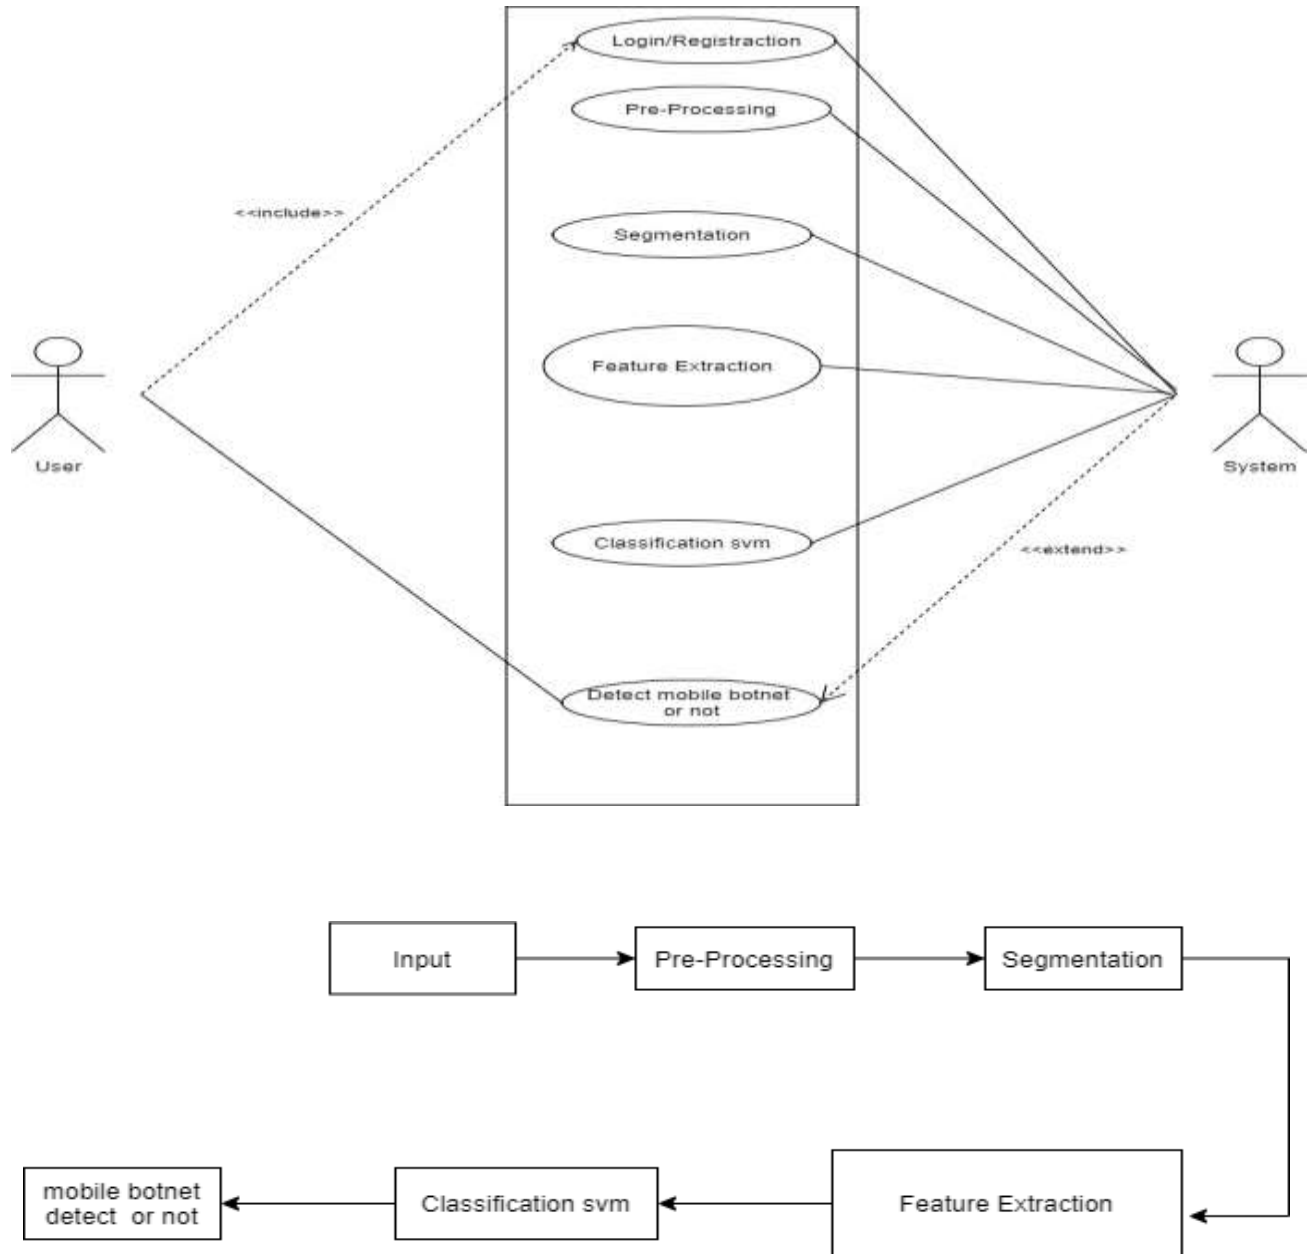 Login/Registraction
Pre-Processing
<<include>>
Segmentation
Feature Extraction
User
System
Classification svm
<<extend>>
Detect mobile botnet
or not
Input
Pre-Processing
Segmentation
Feature Extraction
Classification svm
mobile botnet
detect or not